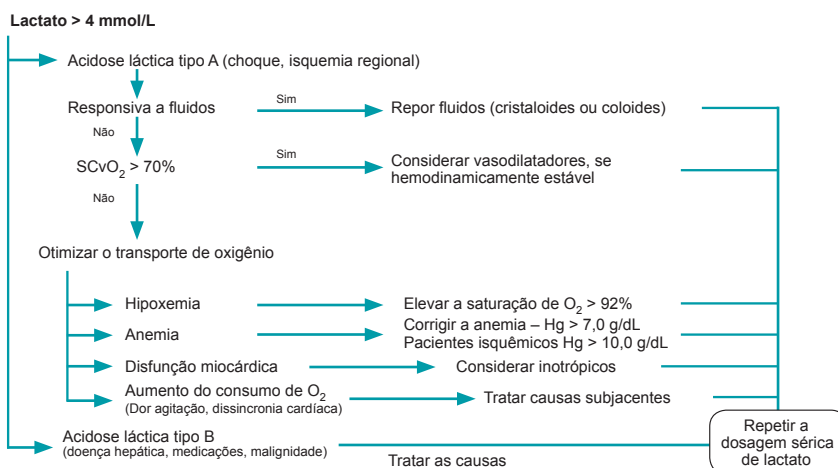 Lactato > 4 mmol/L
Acidose láctica tipo A (choque, isquemia regional)
Responsiva a fluidos
Sim
Repor fluidos (cristaloides ou coloides)
Não
SCvO2 > 70%
Sim
Considerar vasodilatadores, se
hemodinamicamente estável
Não
Otimizar o transporte de oxigênio
Hipoxemia
Elevar a saturação de O2 > 92%
Anemia
Corrigir a anemia – Hg > 7,0 g/dL
Pacientes isquêmicos Hg > 10,0 g/dL
Disfunção miocárdica
Considerar inotrópicos
Aumento do consumo de O2
(Dor agitação, dissincronia cardíaca)
Tratar causas subjacentes
Acidose láctica tipo B
(doença hepática, medicações, malignidade)
Tratar as causas
Repetir a
dosagem sérica
de lactato